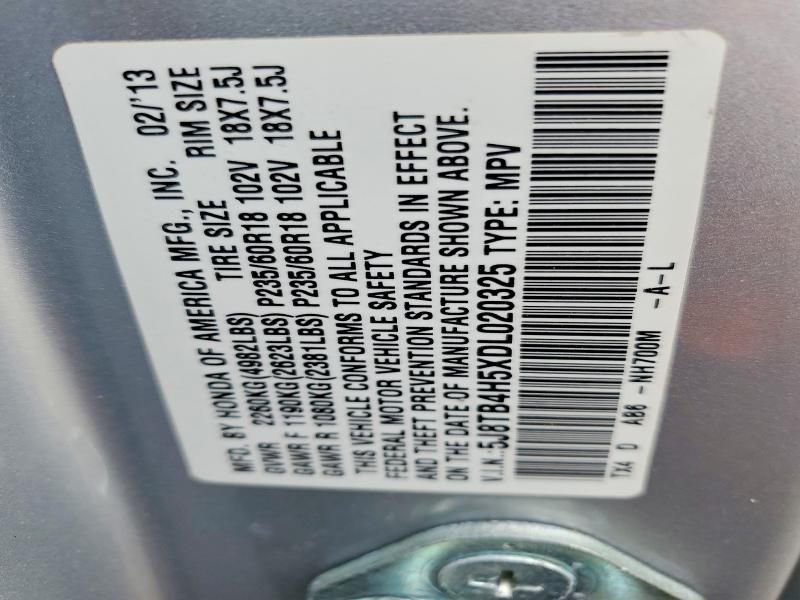 MFD. BY HONDA OF AMERICA MFG., INC. 02/'13
GVWR 2260KG(4982LBS) TIRE SIZE RIM SIZE
GAWR F 1190KG(2623LBS) P235/60R18 102V 18X7.5J
GAWR R 1080KG(2381LBS) P235/60R18 102V 18X7.5J
THIS VEHICLE CONFORMS TO ALL APPLICABLE
FEDERAL MOTOR VEHICLE SAFETY
AND THEFT PREVENTION STANDARDS IN EFFECT
ON THE DATE OF MANUFACTURE SHOWN ABOVE.
V.I.N.:5J8TB4H5XDL020325 TYPE: MPV
TX4 D A06 -NH700M -A-L